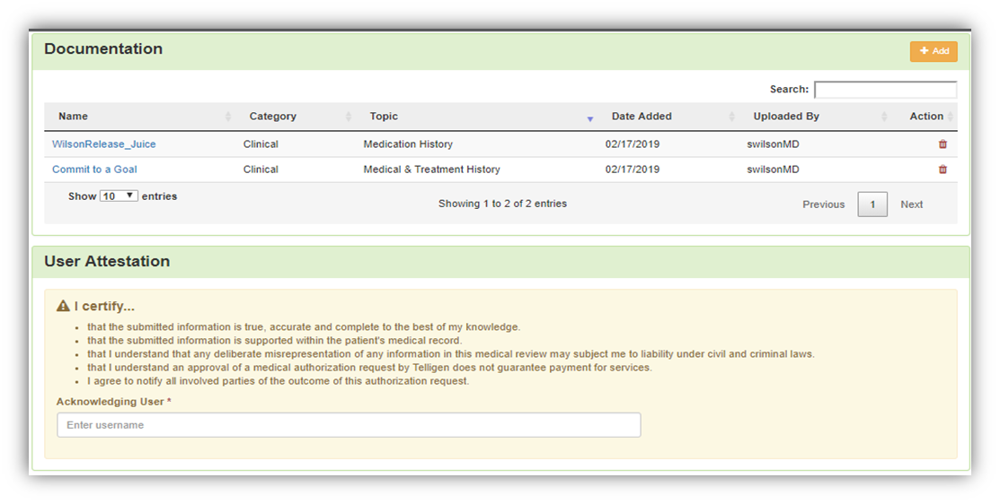 Documentation
+ Add
Search:
Name Category Topic Date Added Uploaded By Action
WilsonRelease_Juice Clinical Medication History 02/17/2019 swilsonMD
Commit to a Goal Clinical Medical & Treatment History 02/17/2019 swilsonMD
Show 10 entries Showing 1 to 2 of 2 entries Previous 1 Next
User Attestation
I certify...
• that the submitted information is true, accurate and complete to the best of my knowledge.
• that the submitted information is supported within the patient's medical record.
• that I understand that any deliberate misrepresentation of any information in this medical review may subject me to liability under civil and criminal laws.
• that I understand an approval of a medical authorization request by Telligen does not guarantee payment for services.
• I agree to notify all involved parties of the outcome of this authorization request.
Acknowledging User *
Enter username